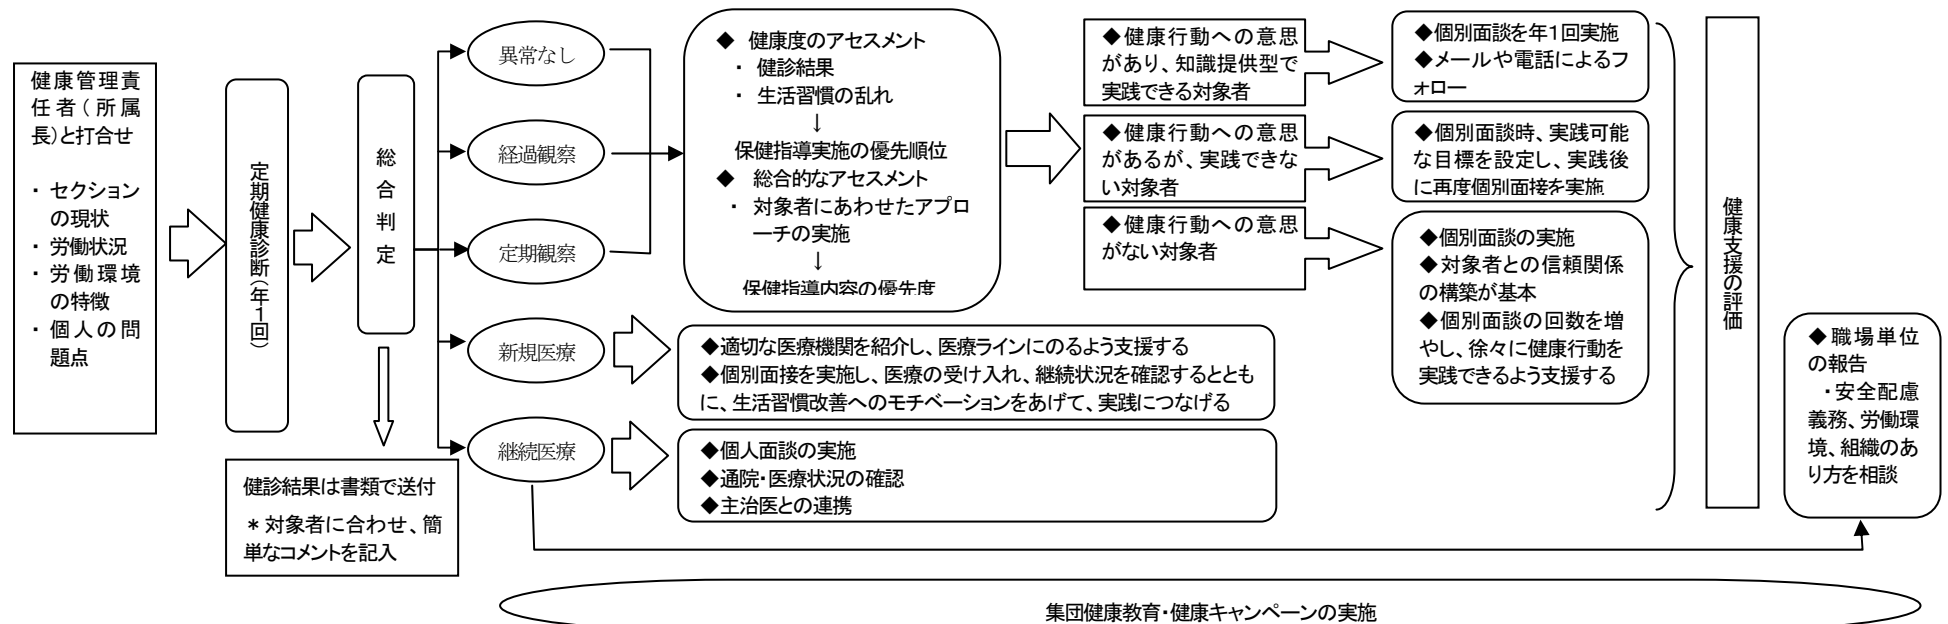 健康管理責
任者(所属
長)と打合せ
・ セクション
の現状
・ 労働状況
・ 労働環境
の特徴
・ 個人の問
題点
定期健康診断(年1回)
総合判定
健診結果は書類で送付
*対象者に合わせ、簡
単なコメントを記入
異常なし
経過観察
定期観察
新規医療
継続医療
◆ 健康度のアセスメント
・ 健診結果
・ 生活習慣の乱れ
↓
保健指導実施の優先順位
◆ 総合的なアセスメント
・ 対象者にあわせたアプロ
ーチの実施
↓
保健指導内容の優先度
◆適切な医療機関を紹介し、医療ラインにのるよう支援する
◆個別面接を実施し、医療の受け入れ、継続状況を確認するととも
に、生活習慣改善へのモチベーションをあげて、実践につなげる
◆個人面談の実施
◆通院・医療状況の確認
◆主治医との連携
◆健康行動への意思
があり、知識提供型で
実践できる対象者
◆健康行動への意思
があるが、実践できな
い対象者
◆健康行動への意思
がない対象者
◆個別面談を年1回実施
◆メールや電話によるフ
ォロー
◆個別面談時、実践可能
な目標を設定し、実践後
に再度個別面接を実施
◆個別面談の実施
◆対象者との信頼関係
の構築が基本
◆個別面談の回数を増
やし、徐々に健康行動を
実践できるよう支援する
健康支援の評価
◆職場単位
の報告
・安全配慮
義務、労働環
境、組織のあ
り方を相談
集団健康教育・健康キャンペーンの実施